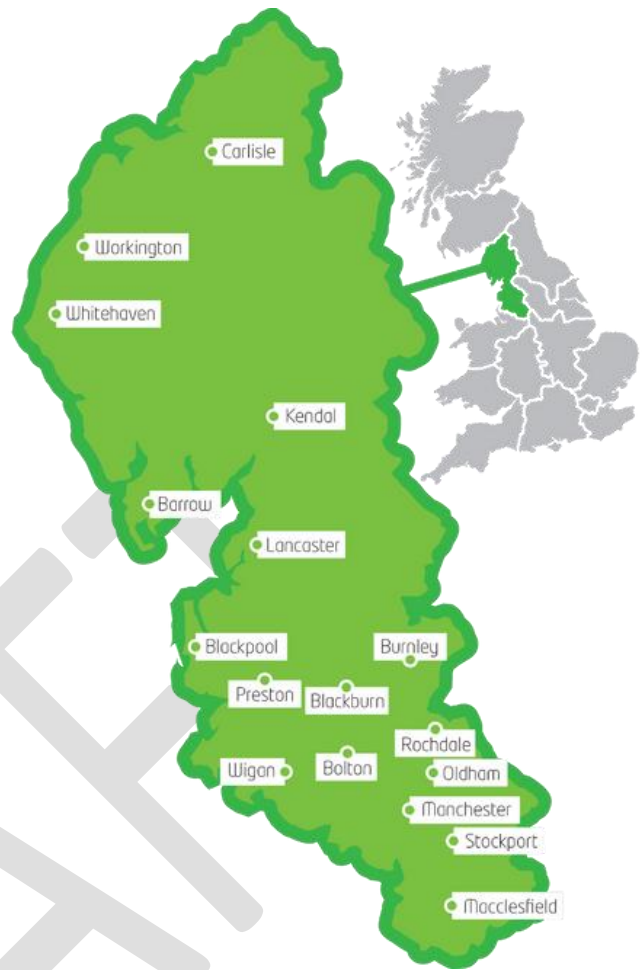 Carlisle
Workington
Whitehaven
Kendal
Barrow
Lancaster
Blackpool
Burnley
Preston
Blackburn
Rochdale
Wigan
Bolton
Oldham
Manchester
Stockport
Macclesfield